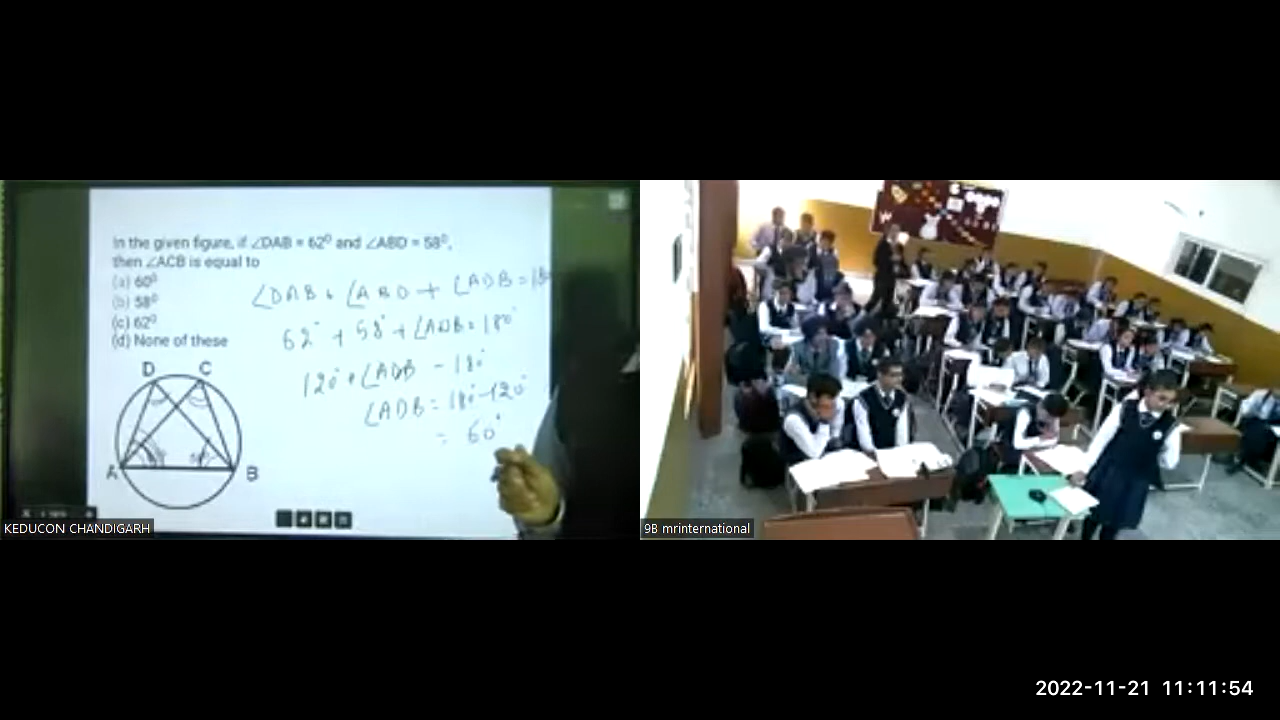 In the given figure, if ∠DAB = 62⁰ and ∠ABD = 58⁰,
then ∠ACB is equal to
(a) 60⁰
(b) 58⁰
(c) 62⁰
(d) None of these
∠DAB + ∠ABD + ∠ADB = 18
62° + 58° + ∠ADB = 180°
120° + ∠ADB = 180°
∠ADB = 180° - 120°
= 60°
D C
A B
KEDUCON CHANDIGARH
9B mrinternational
2022-11-21 11:11:54